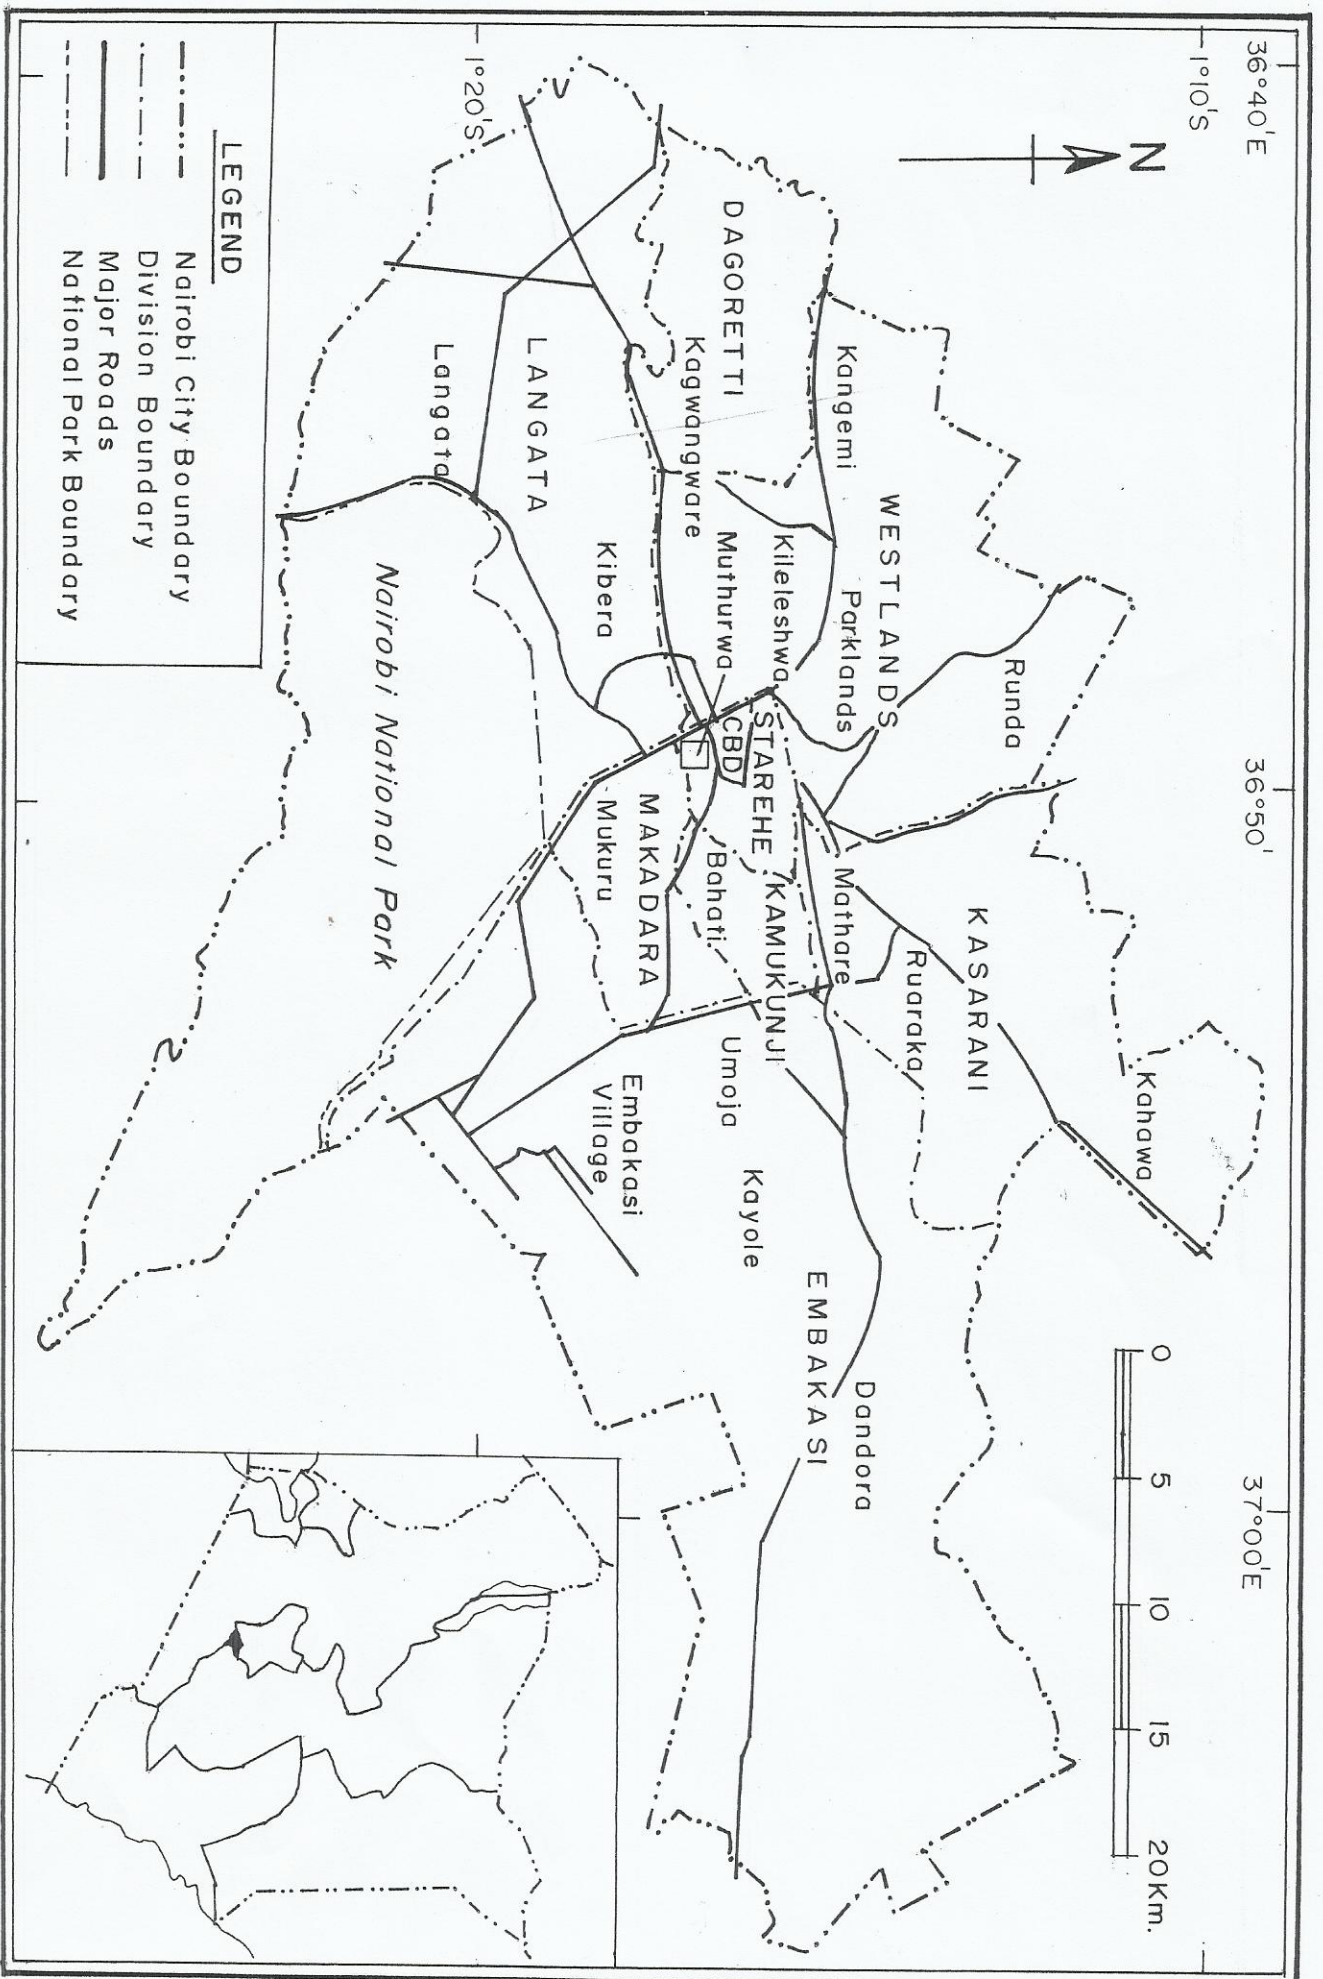 36°40'E
36°50'
37°00'E
1°10'S
N
0 5 10 15 20Km.
Kahawa
Runda
KASARANI
WESTLANDS
Ruaraka
Kangemi
Parklands
Mathare
Dandora
EMBAKASI
Kileleshwa
STAREHE
KAMUKUNJI
Kayole
DAGORETTI
Muthurwa
CBD
Bahati
Umoja
Kagwangware
MAKADARA
Embakasi
Village
Kibera
Mukuru
LANGATA
1°20'S
Langata
Nairobi National Park
LEGEND
Nairobi City Boundary
Division Boundary
Major Roads
National Park Boundary